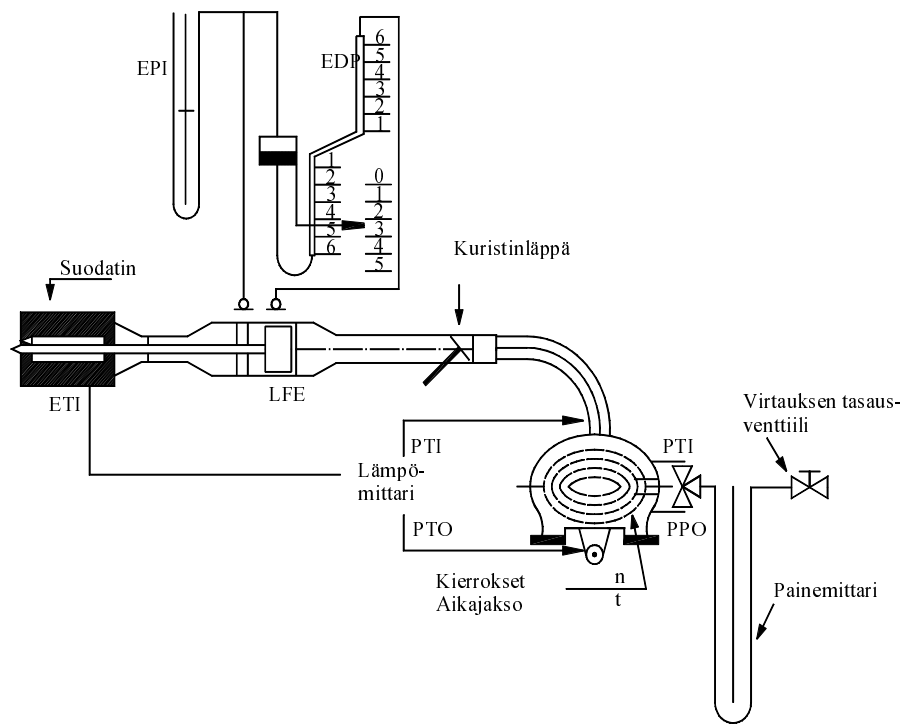 EPI
EDP
6
5
4
3
2
1
1
2
3
4
5
6
0
1
2
3
4
5
Suodatin
Kuristinläppä
ETI
LFE
PTI
Lämpö-
mittari
PTO
Kierrokset
Aikajakso
n
t
PTI
PPO
Virtauksen tasaus-
venttiili
Painemittari